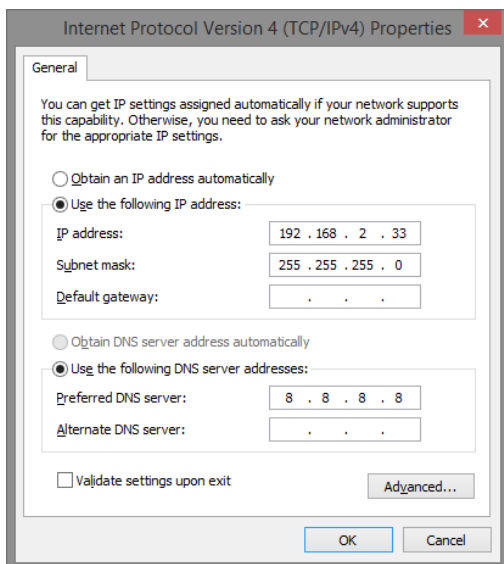 Internet Protocol Version 4 (TCP/IPv4) Properties
General
You can get IP settings assigned automatically if your network supports
this capability. Otherwise, you need to ask your network administrator
for the appropriate IP settings.
Obtain an IP address automatically
Use the following IP address:
IP address: 192 . 168 . 2 . 33
Subnet mask: 255 . 255 . 255 . 0
Default gateway: . . .
Obtain DNS server address automatically
Use the following DNS server addresses:
Preferred DNS server: 8 . 8 . 8 . 8
Alternate DNS server: . . .
Validate settings upon exit
Advanced...
OK Cancel